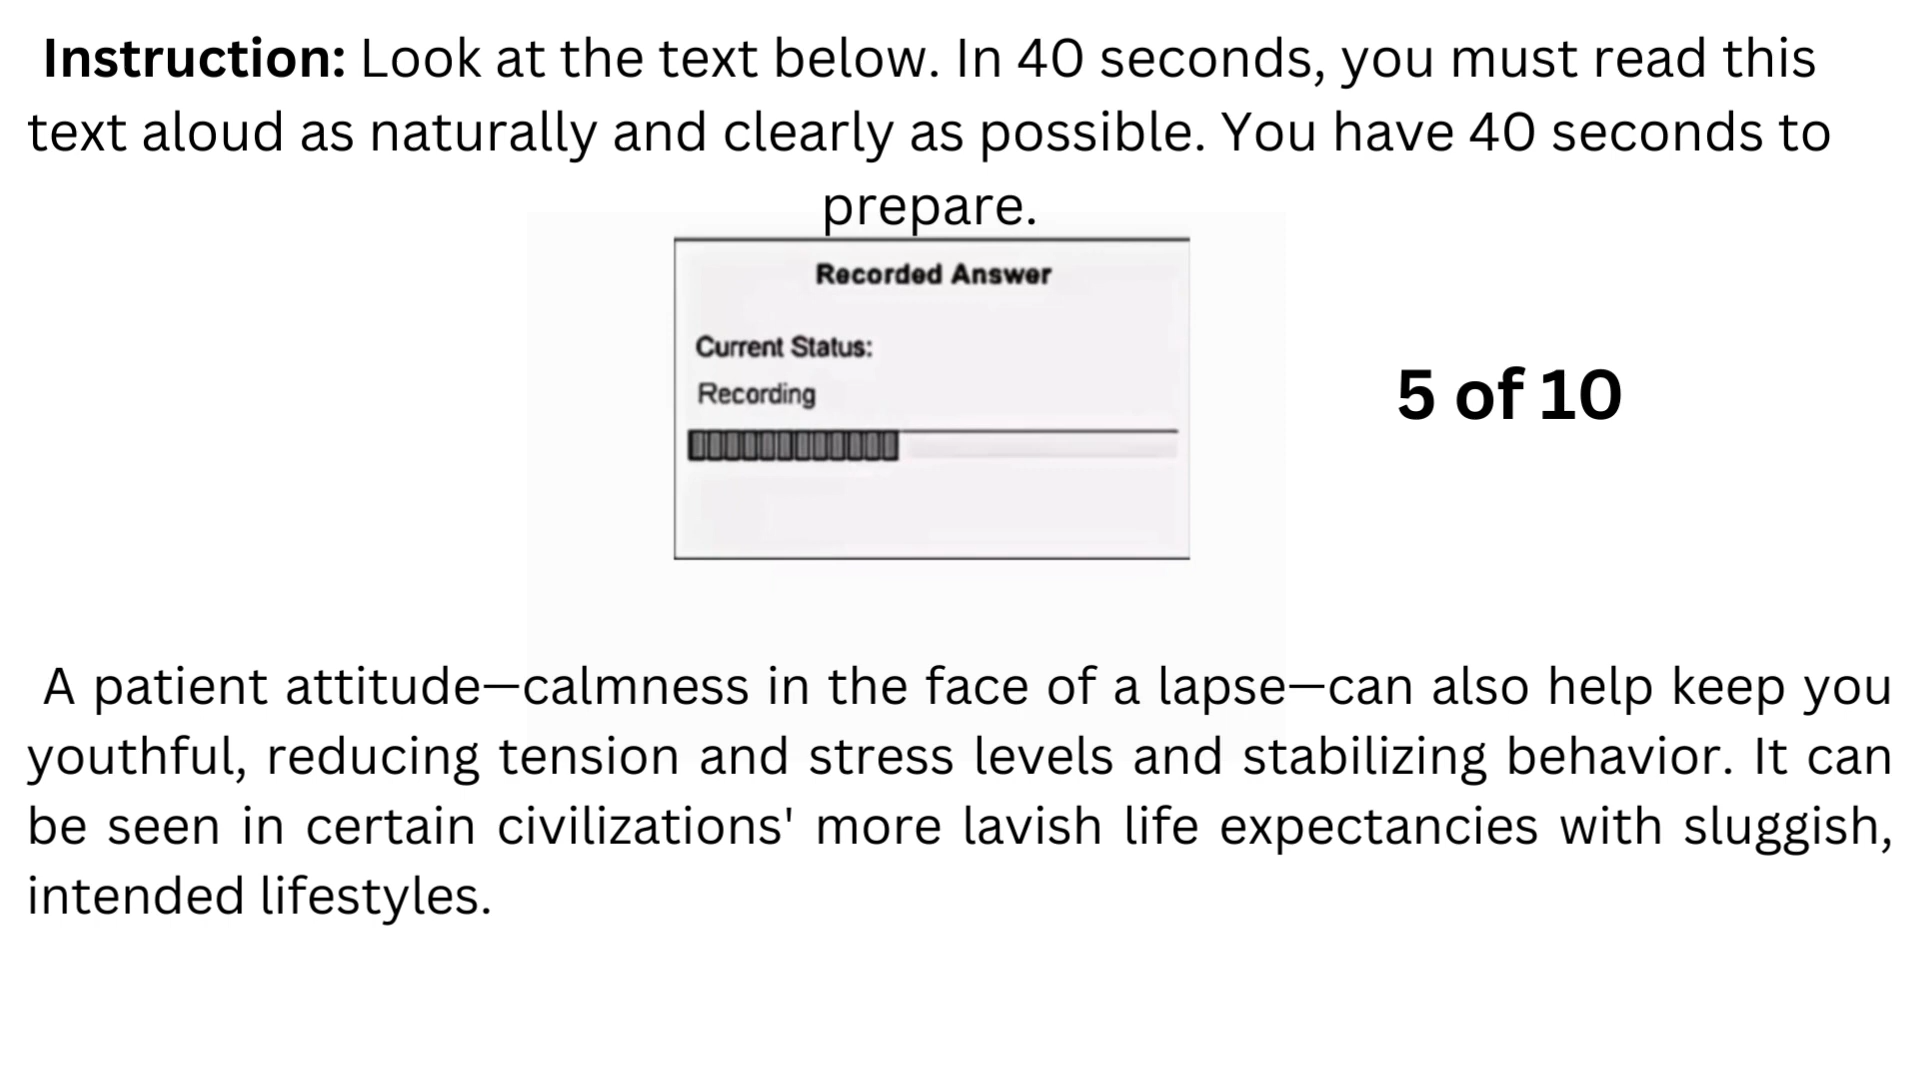 Instruction: Look at the text below. In 40 seconds, you must read this
text aloud as naturally and clearly as possible. You have 40 seconds to
prepare.
Recorded Answer
Current Status:
Recording
5 of 10
A patient attitude—calmness in the face of a lapse—can also help keep you
youthful, reducing tension and stress levels and stabilizing behavior. It can
be seen in certain civilizations' more lavish life expectancies with sluggish,
intended lifestyles.